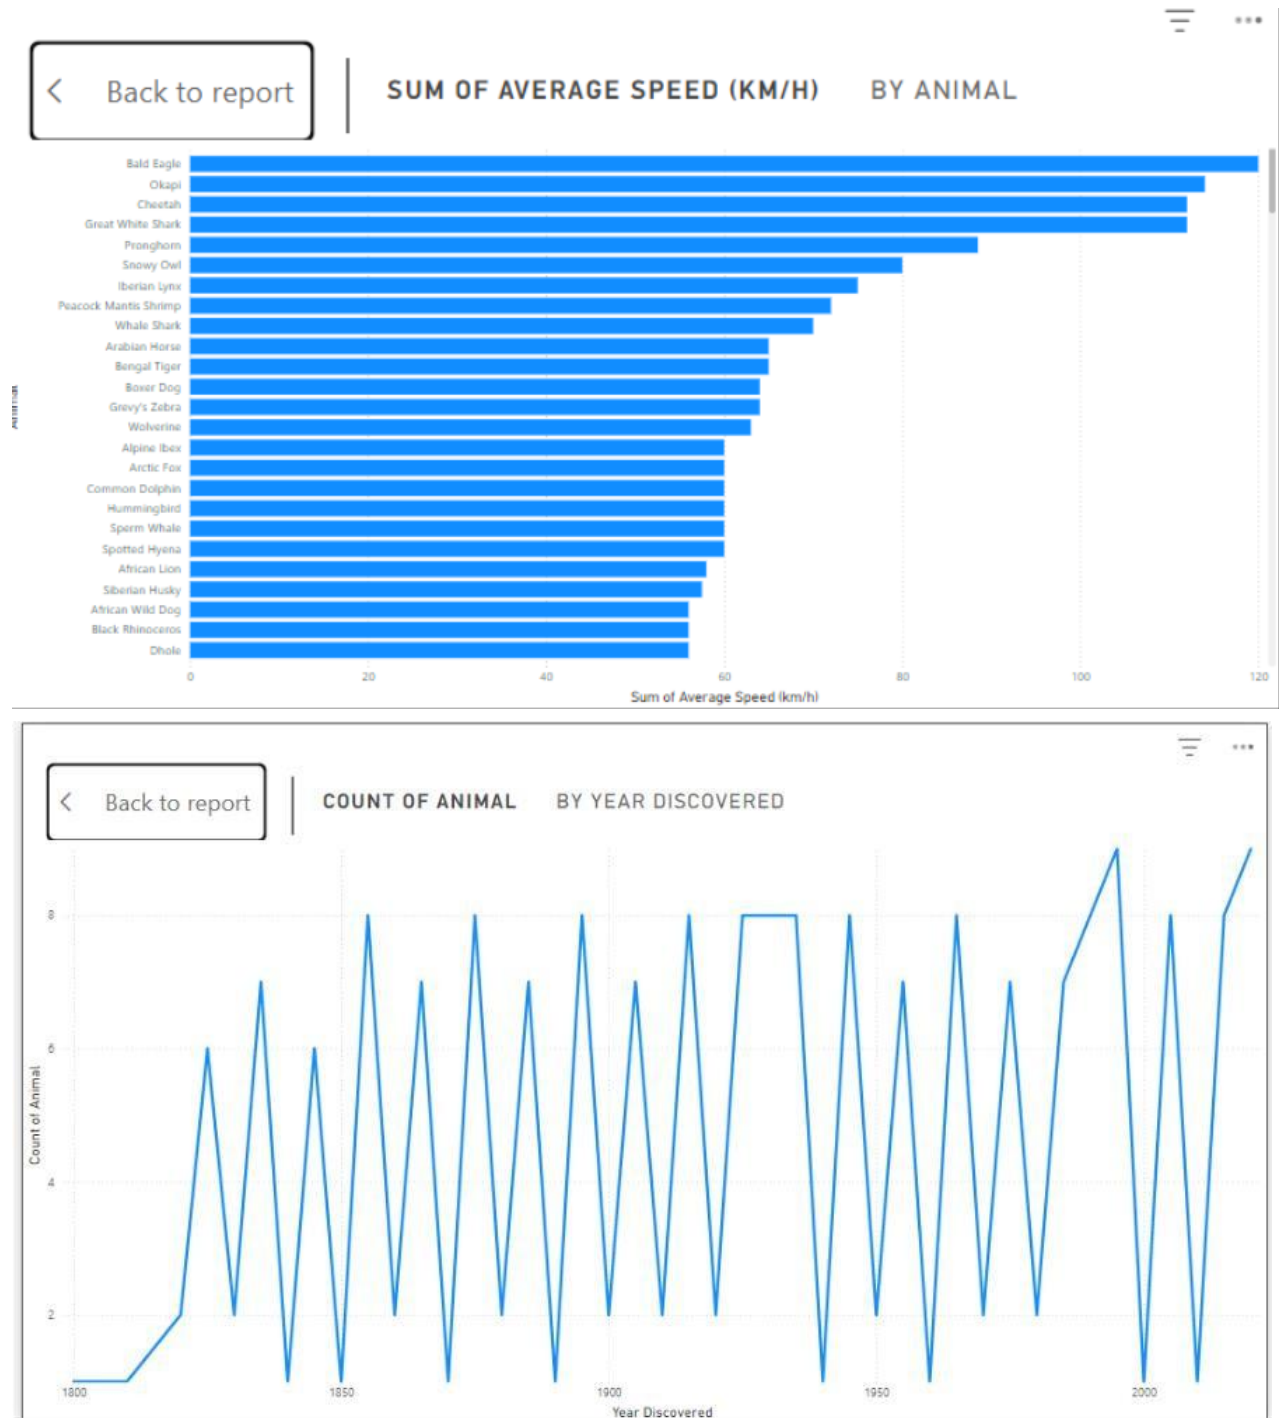 Back to report
SUM OF AVERAGE SPEED (KM/H) BY ANIMAL
Bald Eagle
Okapi
Cheetah
Great White Shark
Pronghorn
Snowy Owl
Iberian Lynx
Peacock Mantis Shrimp
Whale Shark
Arabian Horse
Bengal Tiger
Boxer Dog
Grevy's Zebra
Wolverine
Alpine Ibex
Arctic Fox
Common Dolphin
Hummingbird
Sperm Whale
Spotted Hyena
African Lion
Siberian Husky
African Wild Dog
Black Rhinoceros
Dhole
Animal
0 20 40 60 80 100 120
Sum of Average Speed (km/h)
Back to report
COUNT OF ANIMAL BY YEAR DISCOVERED
8
6
4
2
Count of Animal
1800 1850 1900 1950 2000
Year Discovered